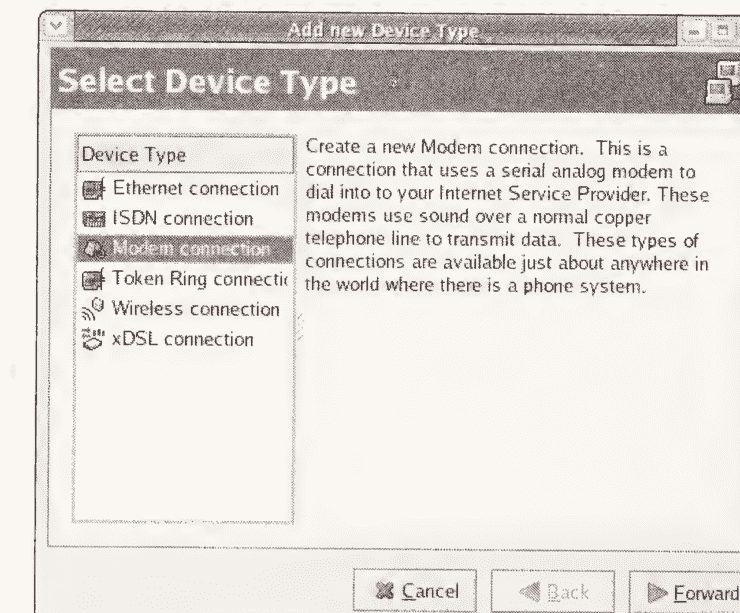 Add new Device Type
Select Device Type
Device Type
Ethernet connection
ISDN connection
Modem connection
Token Ring connectic
Wireless connection
xDSL connection
Create a new Modem connection. This is a
connection that uses a serial analog modem to
dial into to your Internet Service Provider. These
modems use sound over a normal copper
telephone line to transmit data. These types of
connections are available just about anywhere in
the world where there is a phone system.
Cancel
Back
Forward